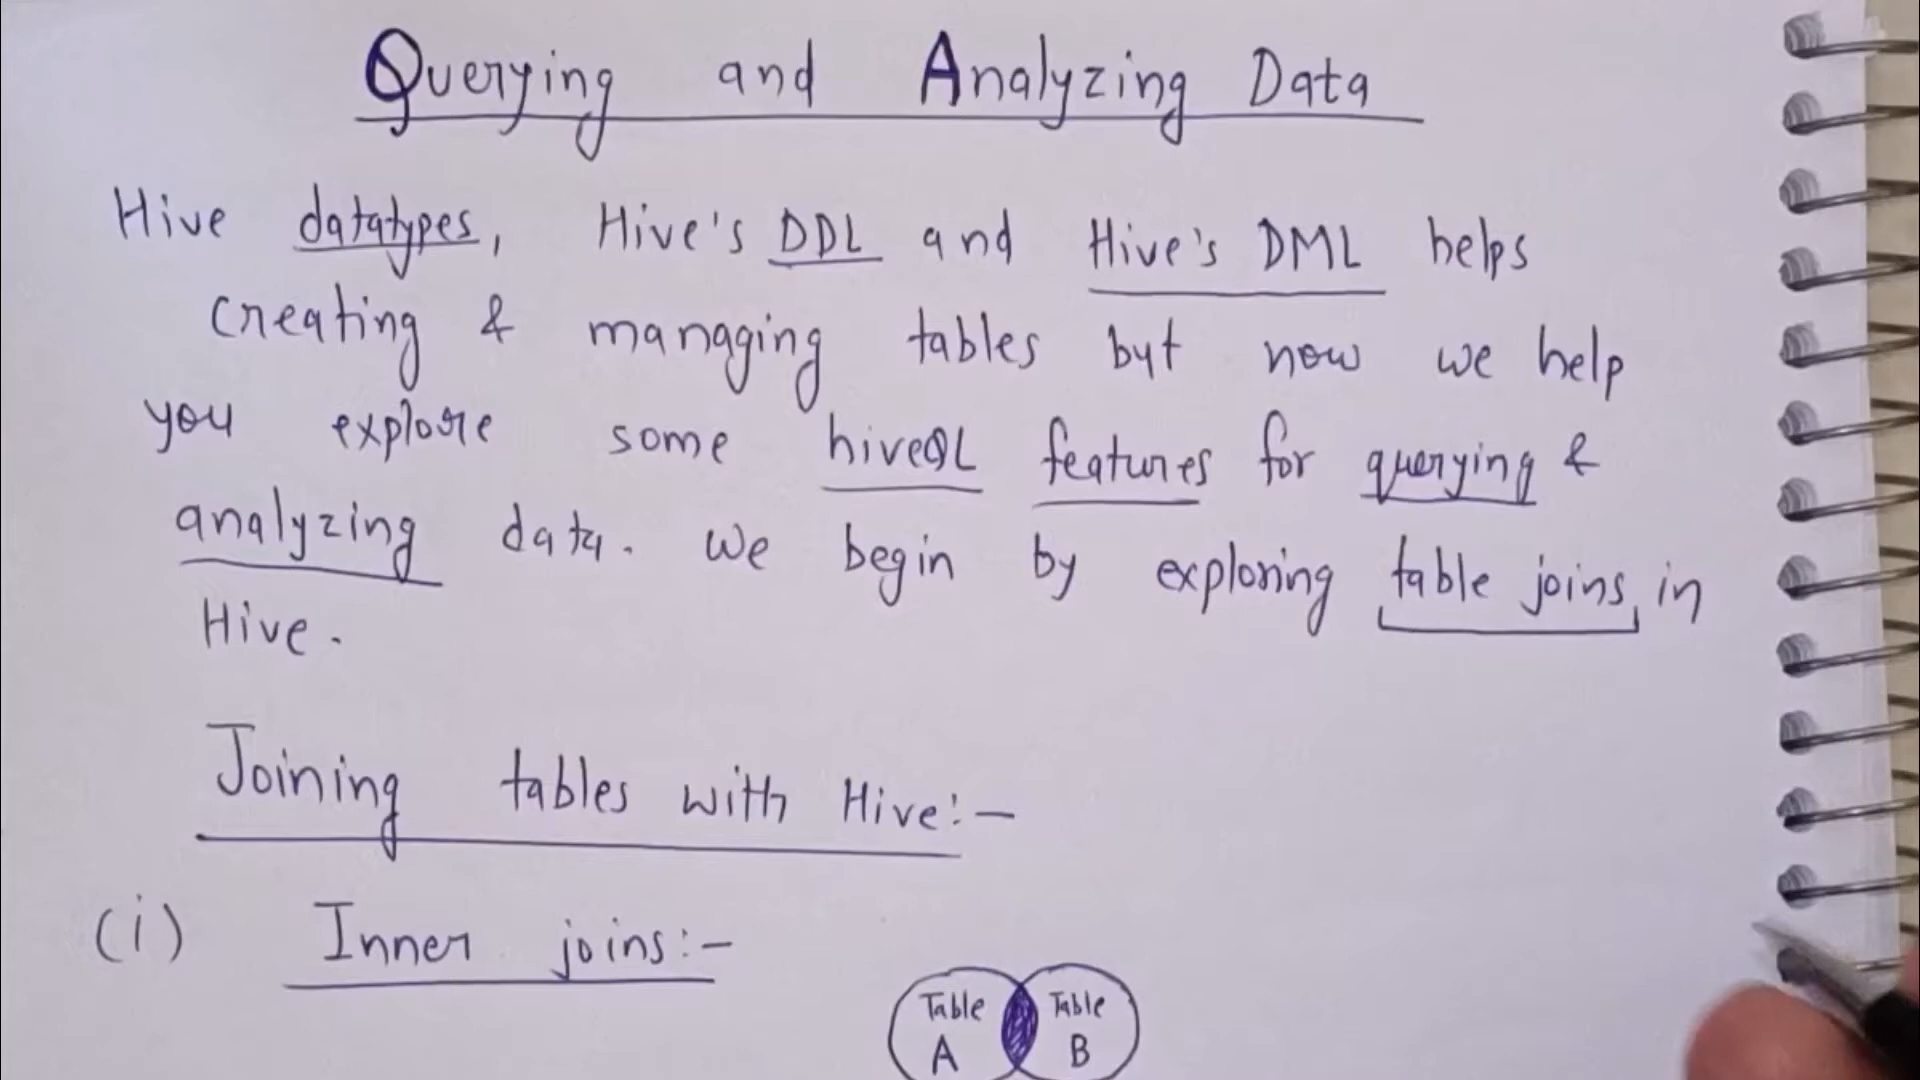 Querying and Analyzing Data
Hive datatypes, Hive's DDL and Hive's DML helps
creating & managing tables but now we help
you explore some hiveQL features for querying &
analyzing data. We begin by exploring table joins, in
Hive.
Joining tables with Hive:-
(i) Inner joins:-
Table A
Table B